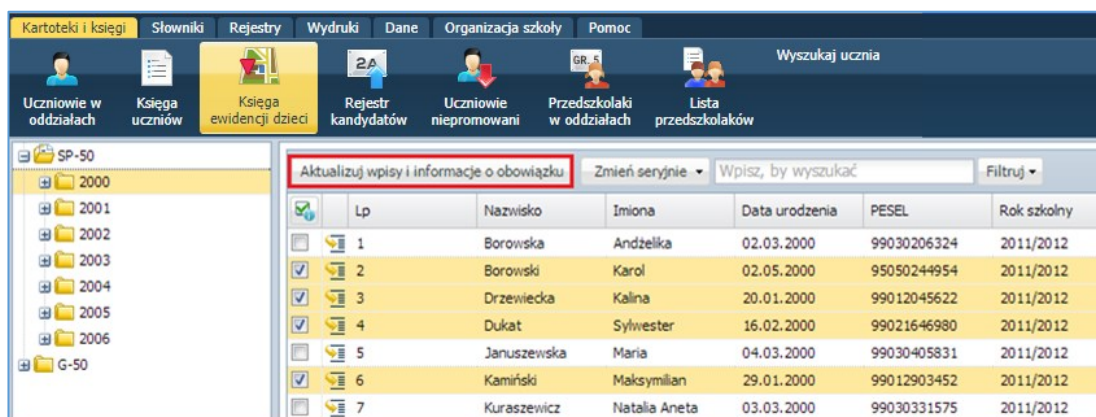 Kartoteki i księgi Słowniki Rejestry Wydruki Dane Organizacja szkoły Pomoc
2A GR. 5 Wyszukaj ucznia
Uczniowie w oddziałach
Księga uczniów
Księga ewidencji dzieci
Rejestr kandydatów
Uczniowie niepromowani
Przedszkolaki w oddziałach
Lista przedszkolaków
SP-50
2000
2001
2002
2003
2004
2005
2006
G-50
Aktualizuj wpisy i informacje o obowiązku Zmień seryjnie Wpisz, by wyszukać Filtruj
Lp Nazwisko Imiona Data urodzenia PESEL Rok szkolny
1 Borowska Andżelika 02.03.2000 99030206324 2011/2012
2 Borowski Karol 02.05.2000 95050244954 2011/2012
3 Drzewiecka Kalina 20.01.2000 99012045622 2011/2012
4 Dukat Sylwester 16.02.2000 99021646980 2011/2012
5 Januszewska Maria 04.03.2000 99030405831 2011/2012
6 Kamiński Maksymilian 29.01.2000 99012903452 2011/2012
7 Kuraszewicz Natalia Aneta 03.03.2000 99030331575 2011/2012